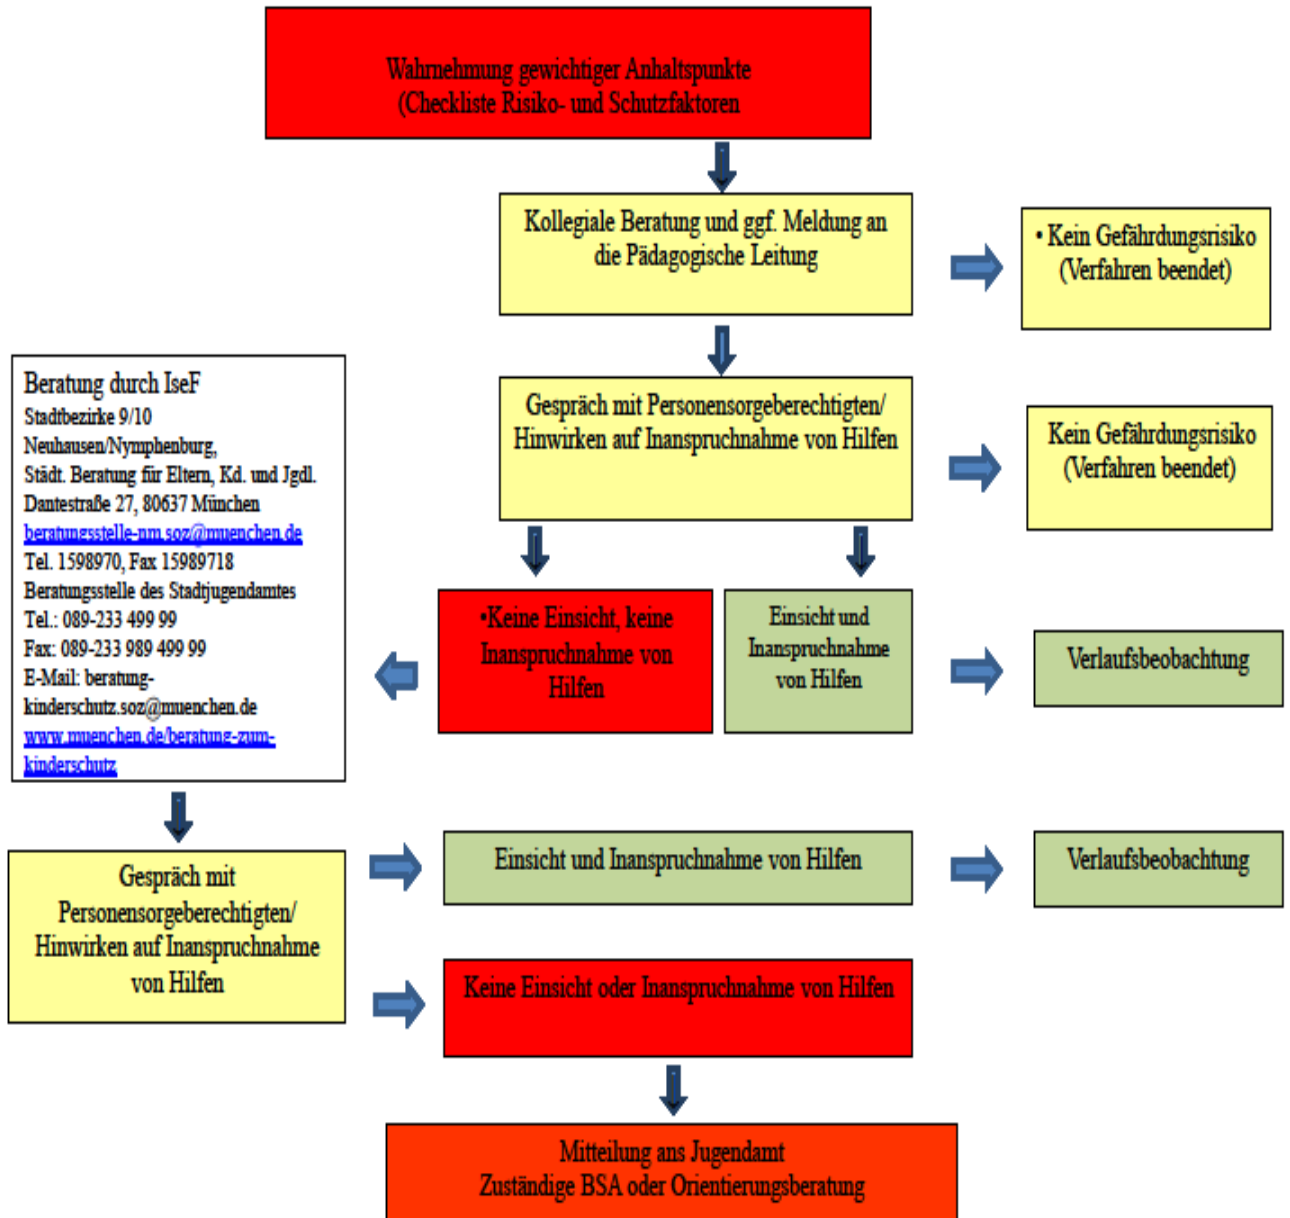 Wahrnehmung gewichtiger Anhaltspunkte
(Checkliste Risiko- und Schutzfaktoren
Kollegiale Beratung und ggf. Meldung an
die Pädagogische Leitung
• Kein Gefährdungsrisiko
(Verfahren beendet)
Gespräch mit Personensorgeberechtigten/
Hinwirken auf Inanspruchnahme von Hilfen
Kein Gefährdungsrisiko
(Verfahren beendet)
Beratung durch IseF
Stadtbezirke 9/10
Neuhausen/Nymphenburg,
Städt. Beratung für Eltern, Kd. und Jgdl.
Dantestraße 27, 80637 München
beratungsstelle-nm.soz@muenchen.de
Tel. 1598970, Fax 15989718
Beratungsstelle des Stadtjugendamtes
Tel.: 089-233 499 99
Fax: 089-233 989 499 99
E-Mail: beratung-
kinderschutz.soz@muenchen.de
www.muenchen.de/beratung-zum-
kinderschutz
•Keine Einsicht, keine
Inanspruchnahme von
Hilfen
Einsicht und
Inanspruchnahme
von Hilfen
Verlaufsbeobachtung
Gespräch mit
Personensorgeberechtigten/
Hinwirken auf Inanspruchnahme
von Hilfen
Einsicht und Inanspruchnahme von Hilfen
Verlaufsbeobachtung
Keine Einsicht oder Inanspruchnahme von Hilfen
Mitteilung ans Jugendamt
Zuständige BSA oder Orientierungsberatung